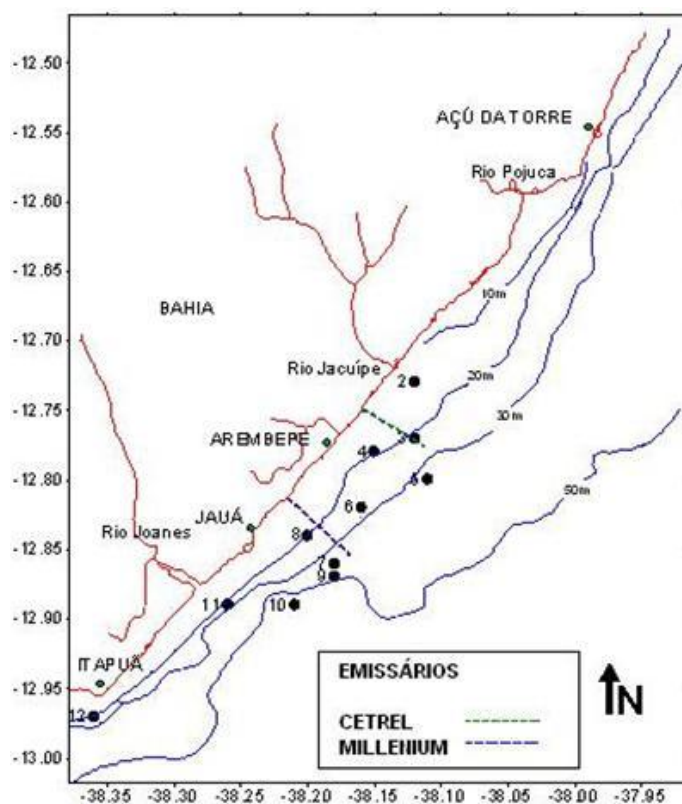 -12.50
-12.55
-12.60
-12.65
-12.70
-12.75
-12.80
-12.85
-12.90
-12.95
-13.00
AÇÚ DA TORRE
Rio Pojuca
BAHIA
10m
Rio Jacuípe
2
20m
30m
AREMBEPE
4
6
50m
JAUÁ
8
Rio Joanes
7
9
11
10
ITAPUÃ
12
EMISSÁRIOS
CETREL
MILLENIUM
N
-38.35
-38.30
-38.25
-38.20
-38.15
-38.10
-38.05
-38.00
-37.95